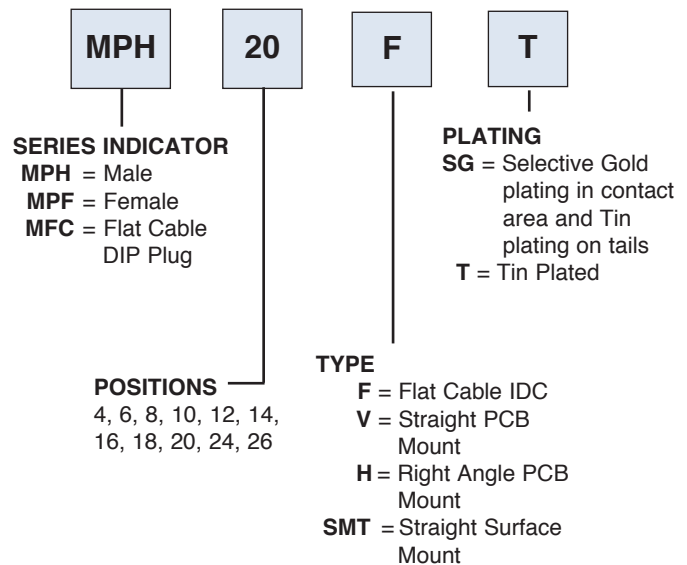 MPH 20 F T
SERIES INDICATOR
MPH = Male
MPF = Female
MFC = Flat Cable
DIP Plug
PLATING
SG = Selective Gold
plating in contact
area and Tin
plating on tails
T = Tin Plated
POSITIONS
4, 6, 8, 10, 12, 14,
16, 18, 20, 24, 26
TYPE
F = Flat Cable IDC
V = Straight PCB
Mount
H = Right Angle PCB
Mount
SMT = Straight Surface
Mount